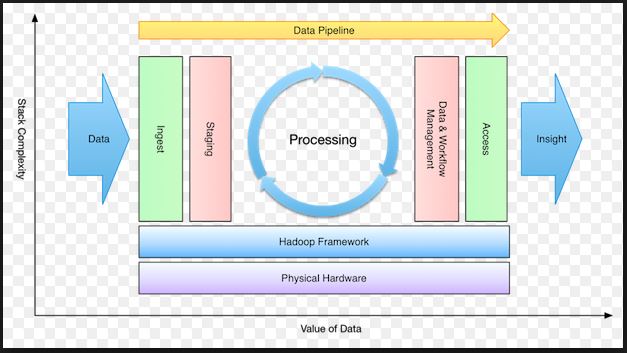 Data Pipeline
Stack Complexity
Data
Ingest
Staging
Processing
Data & Workflow
Management
Access
Insight
Hadoop Framework
Physical Hardware
Value of Data